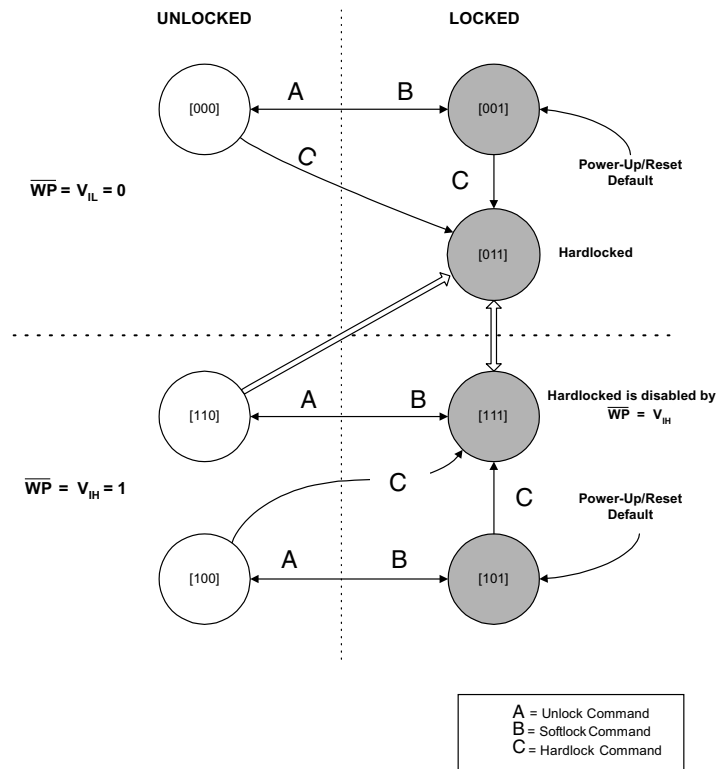 UNLOCKED LOCKED
[000] A B [001]
C
C
Power-Up/Reset
Default
WP = VIL = 0
[011] Hardlocked
[110] A B [111]
Hardlocked is disabled by
WP = VIH
C
C
WP = VIH = 1
Power-Up/Reset
Default
[100] A B [101]
A = Unlock Command
B = Softlock Command
C = Hardlock Command